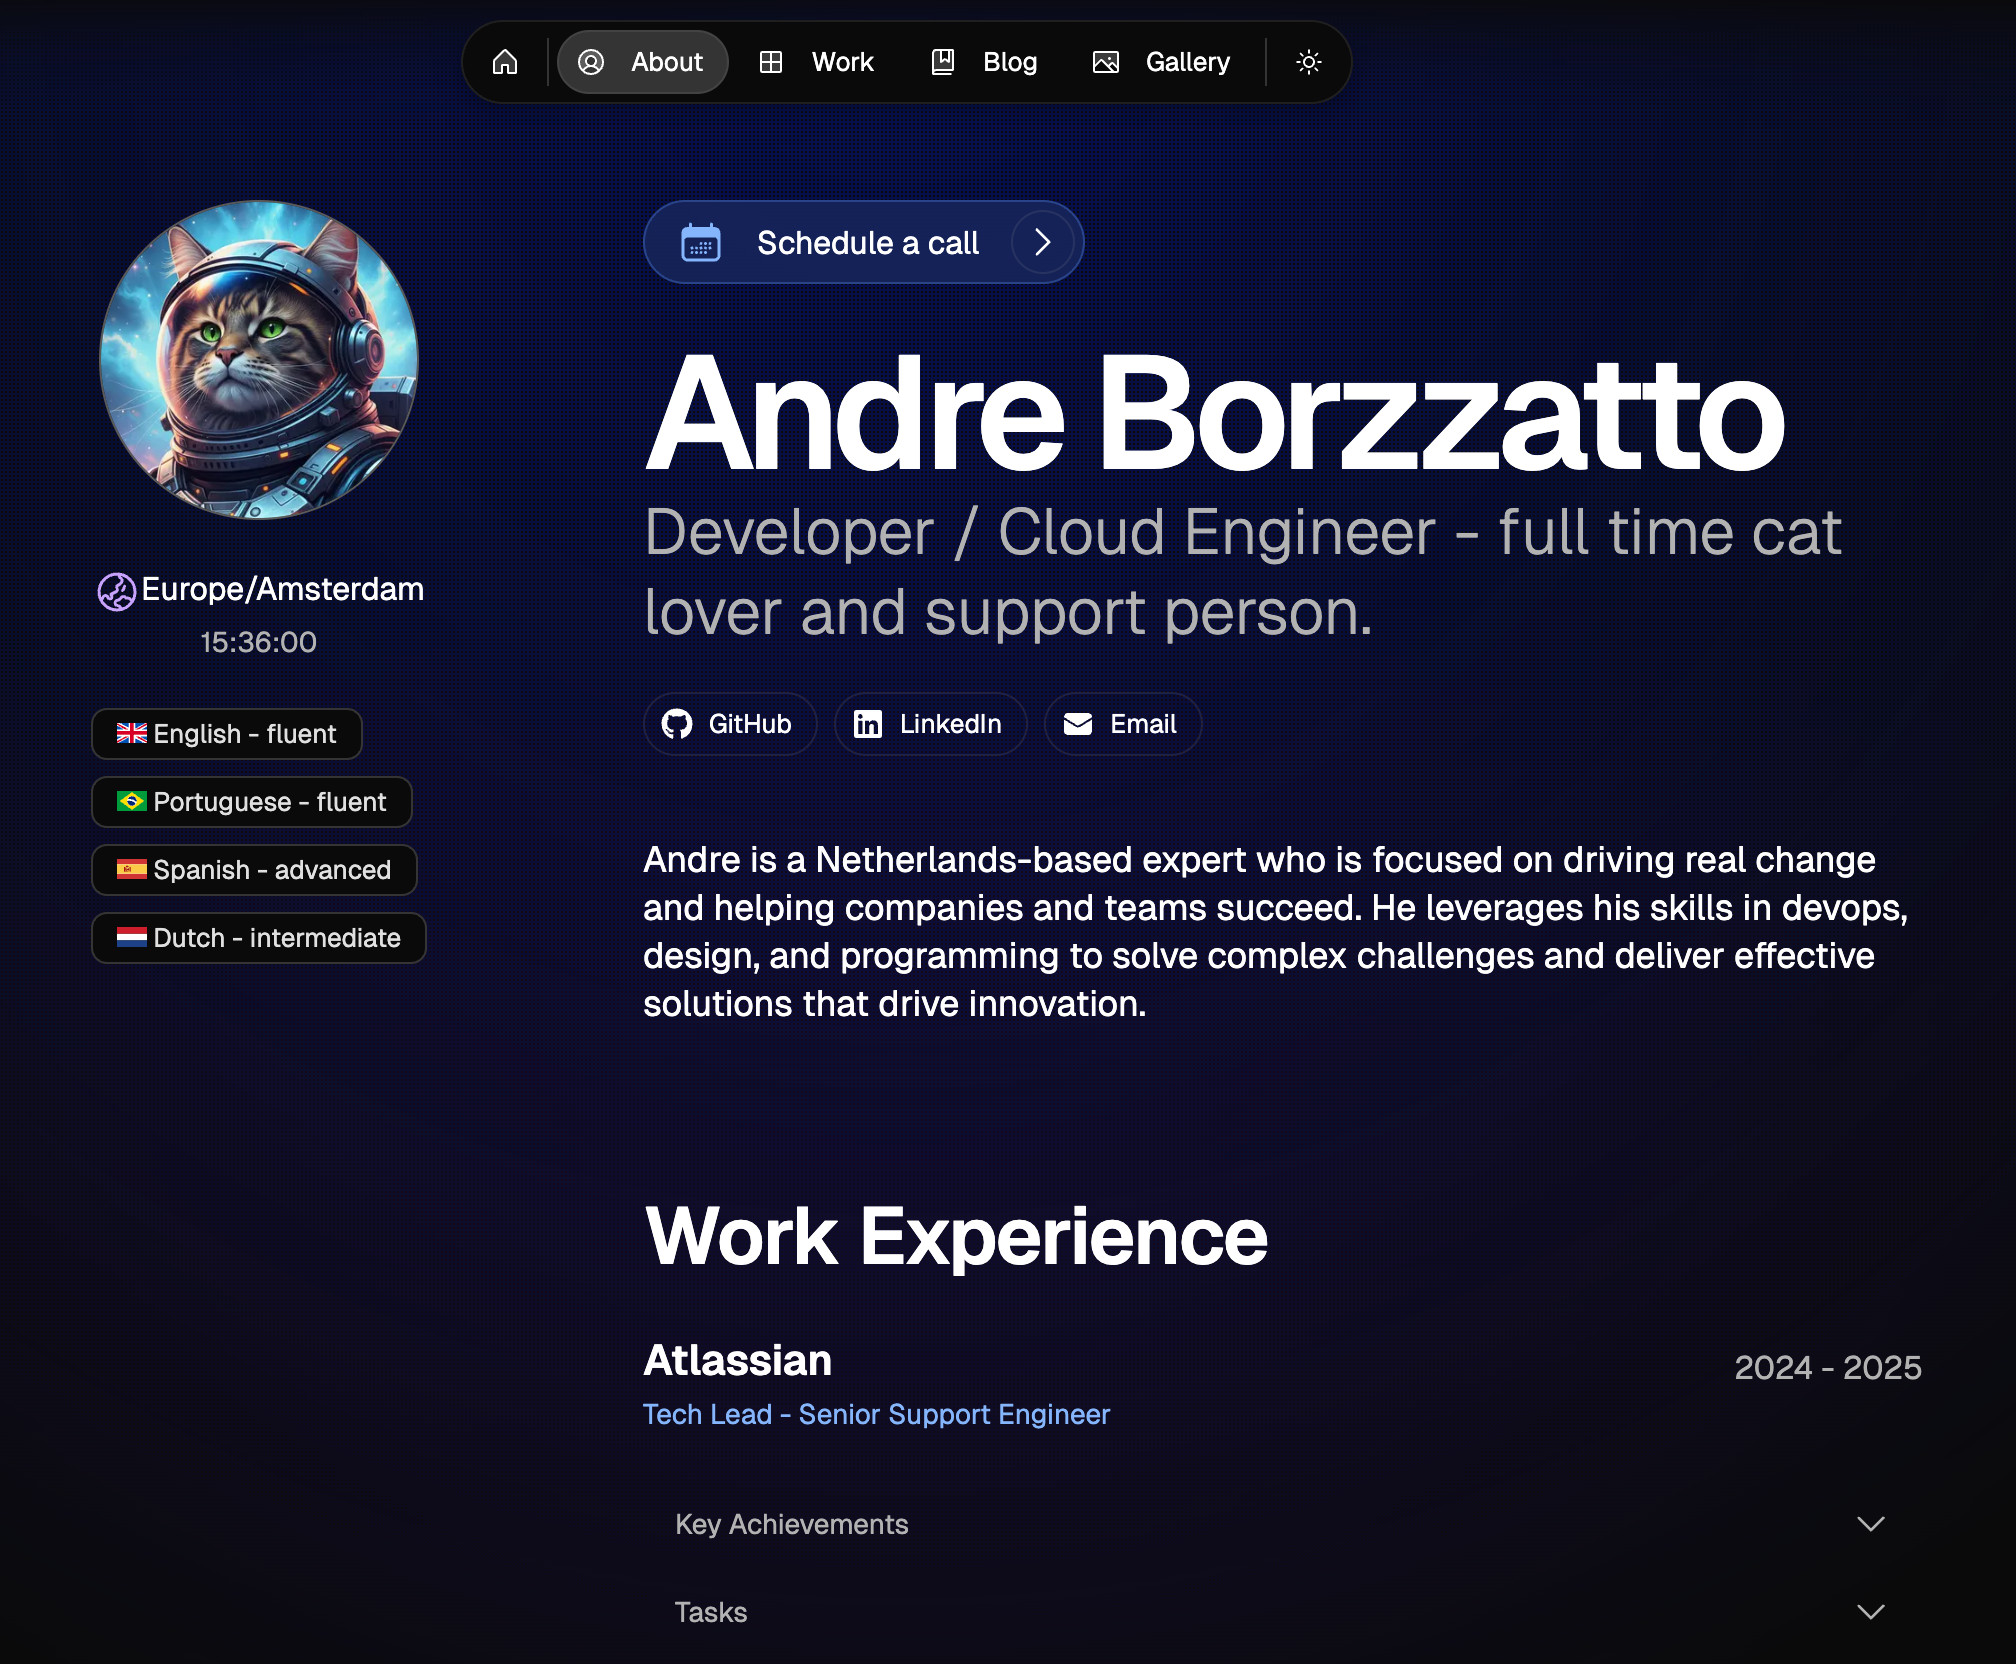 About
Work
Blog
Gallery
Schedule a call
Andre Borzzatto
Developer / Cloud Engineer - full time cat
lover and support person.
Europe/Amsterdam
15:36:00
English - fluent
Portuguese - fluent
Spanish - advanced
Dutch - intermediate
GitHub
LinkedIn
Email
Andre is a Netherlands-based expert who is focused on driving real change
and helping companies and teams succeed. He leverages his skills in devops,
design, and programming to solve complex challenges and deliver effective
solutions that drive innovation.
Work Experience
Atlassian
2024 - 2025
Tech Lead - Senior Support Engineer
Key Achievements
Tasks